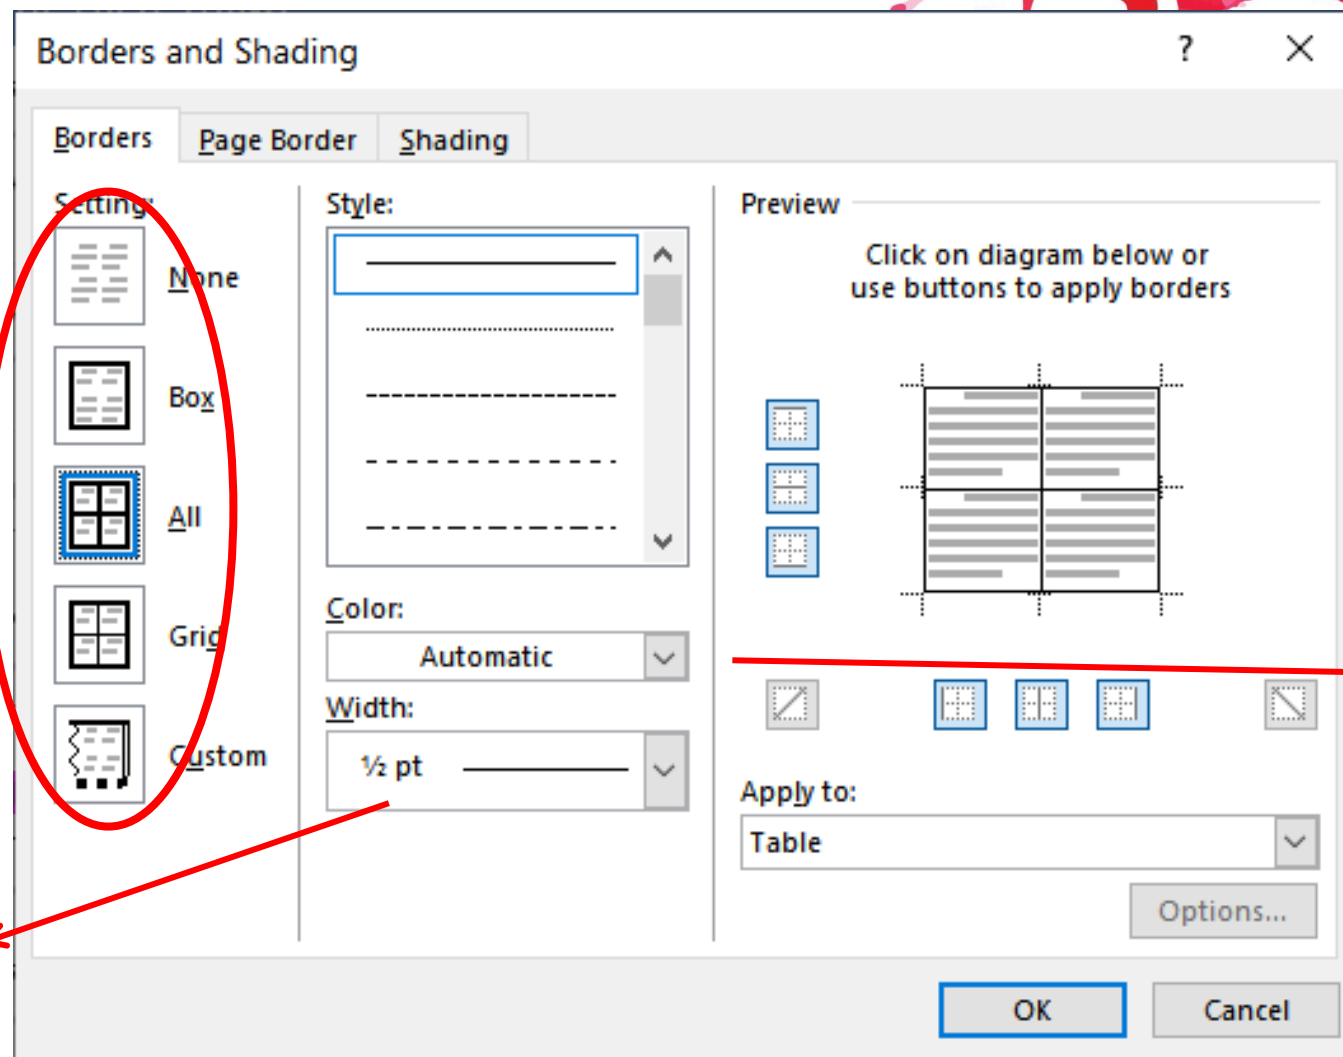 Borders and Shading
?
Borders
Page Border
Shading
Setting:
None
Box
All
Grid
Custom
Style:
Color:
Automatic
Width:
½ pt
Preview
Click on diagram below or
use buttons to apply borders
Apply to:
Table
Options...
OK
Cancel